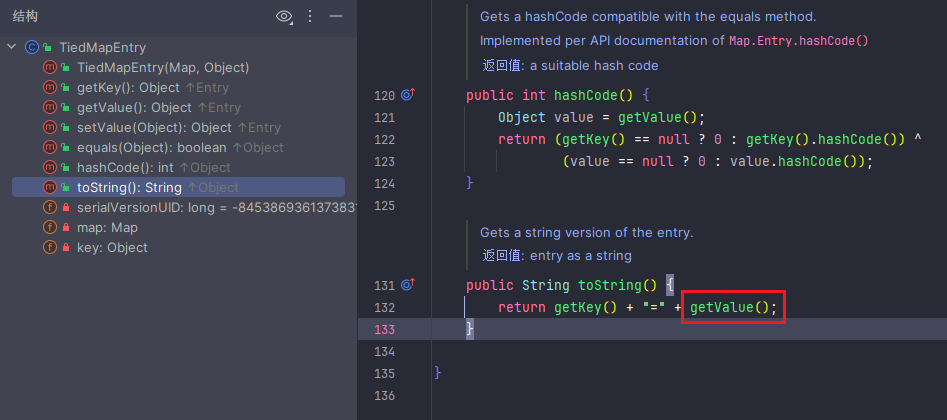 结构
TiedMapEntry
TiedMapEntry(Map, Object)
getKey(): Object ↑Entry
getValue(): Object ↑Entry
setValue(Object): Object ↑Entry
equals(Object): boolean ↑Object
hashCode(): int ↑Object
toString(): String ↑Object
serialVersionUID: long = -845386936137383
map: Map
key: Object
Gets a hashCode compatible with the equals method.
Implemented per API documentation of Map.Entry.hashCode()
返回值: a suitable hash code
120 public int hashCode() {
121 Object value = getValue();
122 return (getKey() == null ? 0 : getKey().hashCode()) ^
123 (value == null ? 0 : value.hashCode());
124 }
125
Gets a string version of the entry.
返回值: entry as a string
131 public String toString() {
132 return getKey() + "=" + getValue();
133 }
134
135 }
136